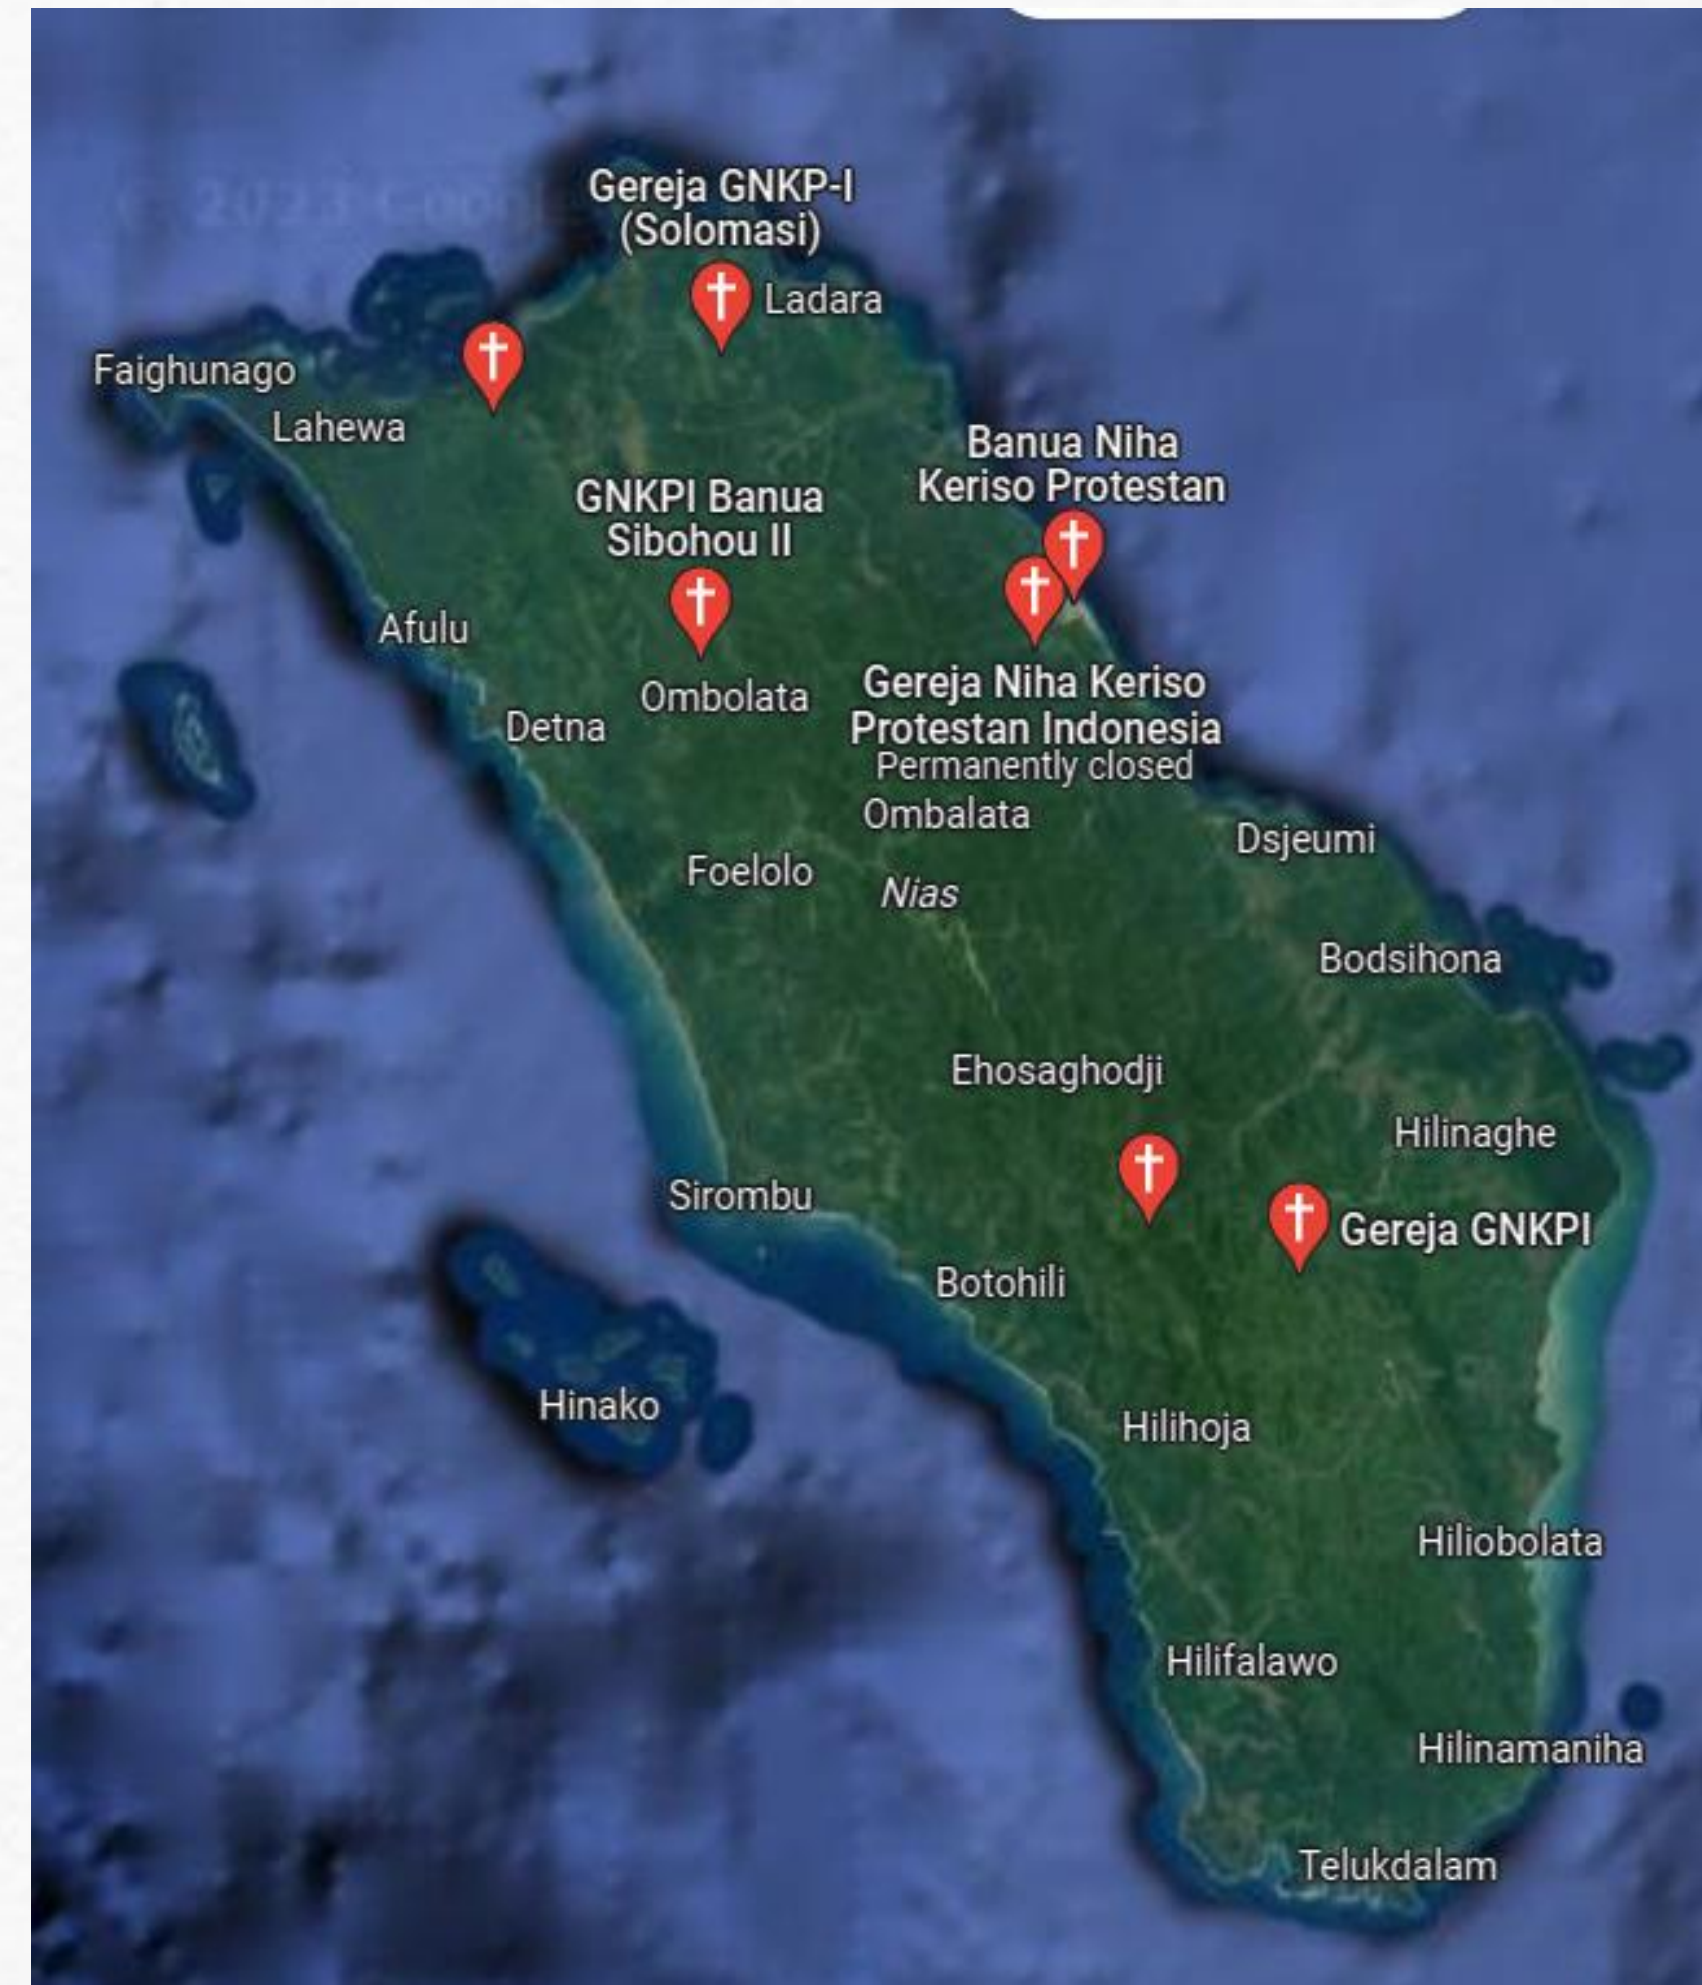 Gereja GNKP-I
(Solomasi)
Ladara
Faighunago
Lahewa
Banua Niha
Keriso Protestan
GNKPI Banua
Sibohou II
Afulu
Ombolata
Detna
Gereja Niha Keriso
Protestan Indonesia
Permanently closed
Ombalata
Dsjeumi
Foelolo
Nias
Bodsihona
Ehosaghodji
Hilinaghe
Sirombu
Gereja GNKPI
Botohili
Hinako
Hilihoja
Hiliobolata
Hilifalawo
Hilinamaniha
Telukdalam